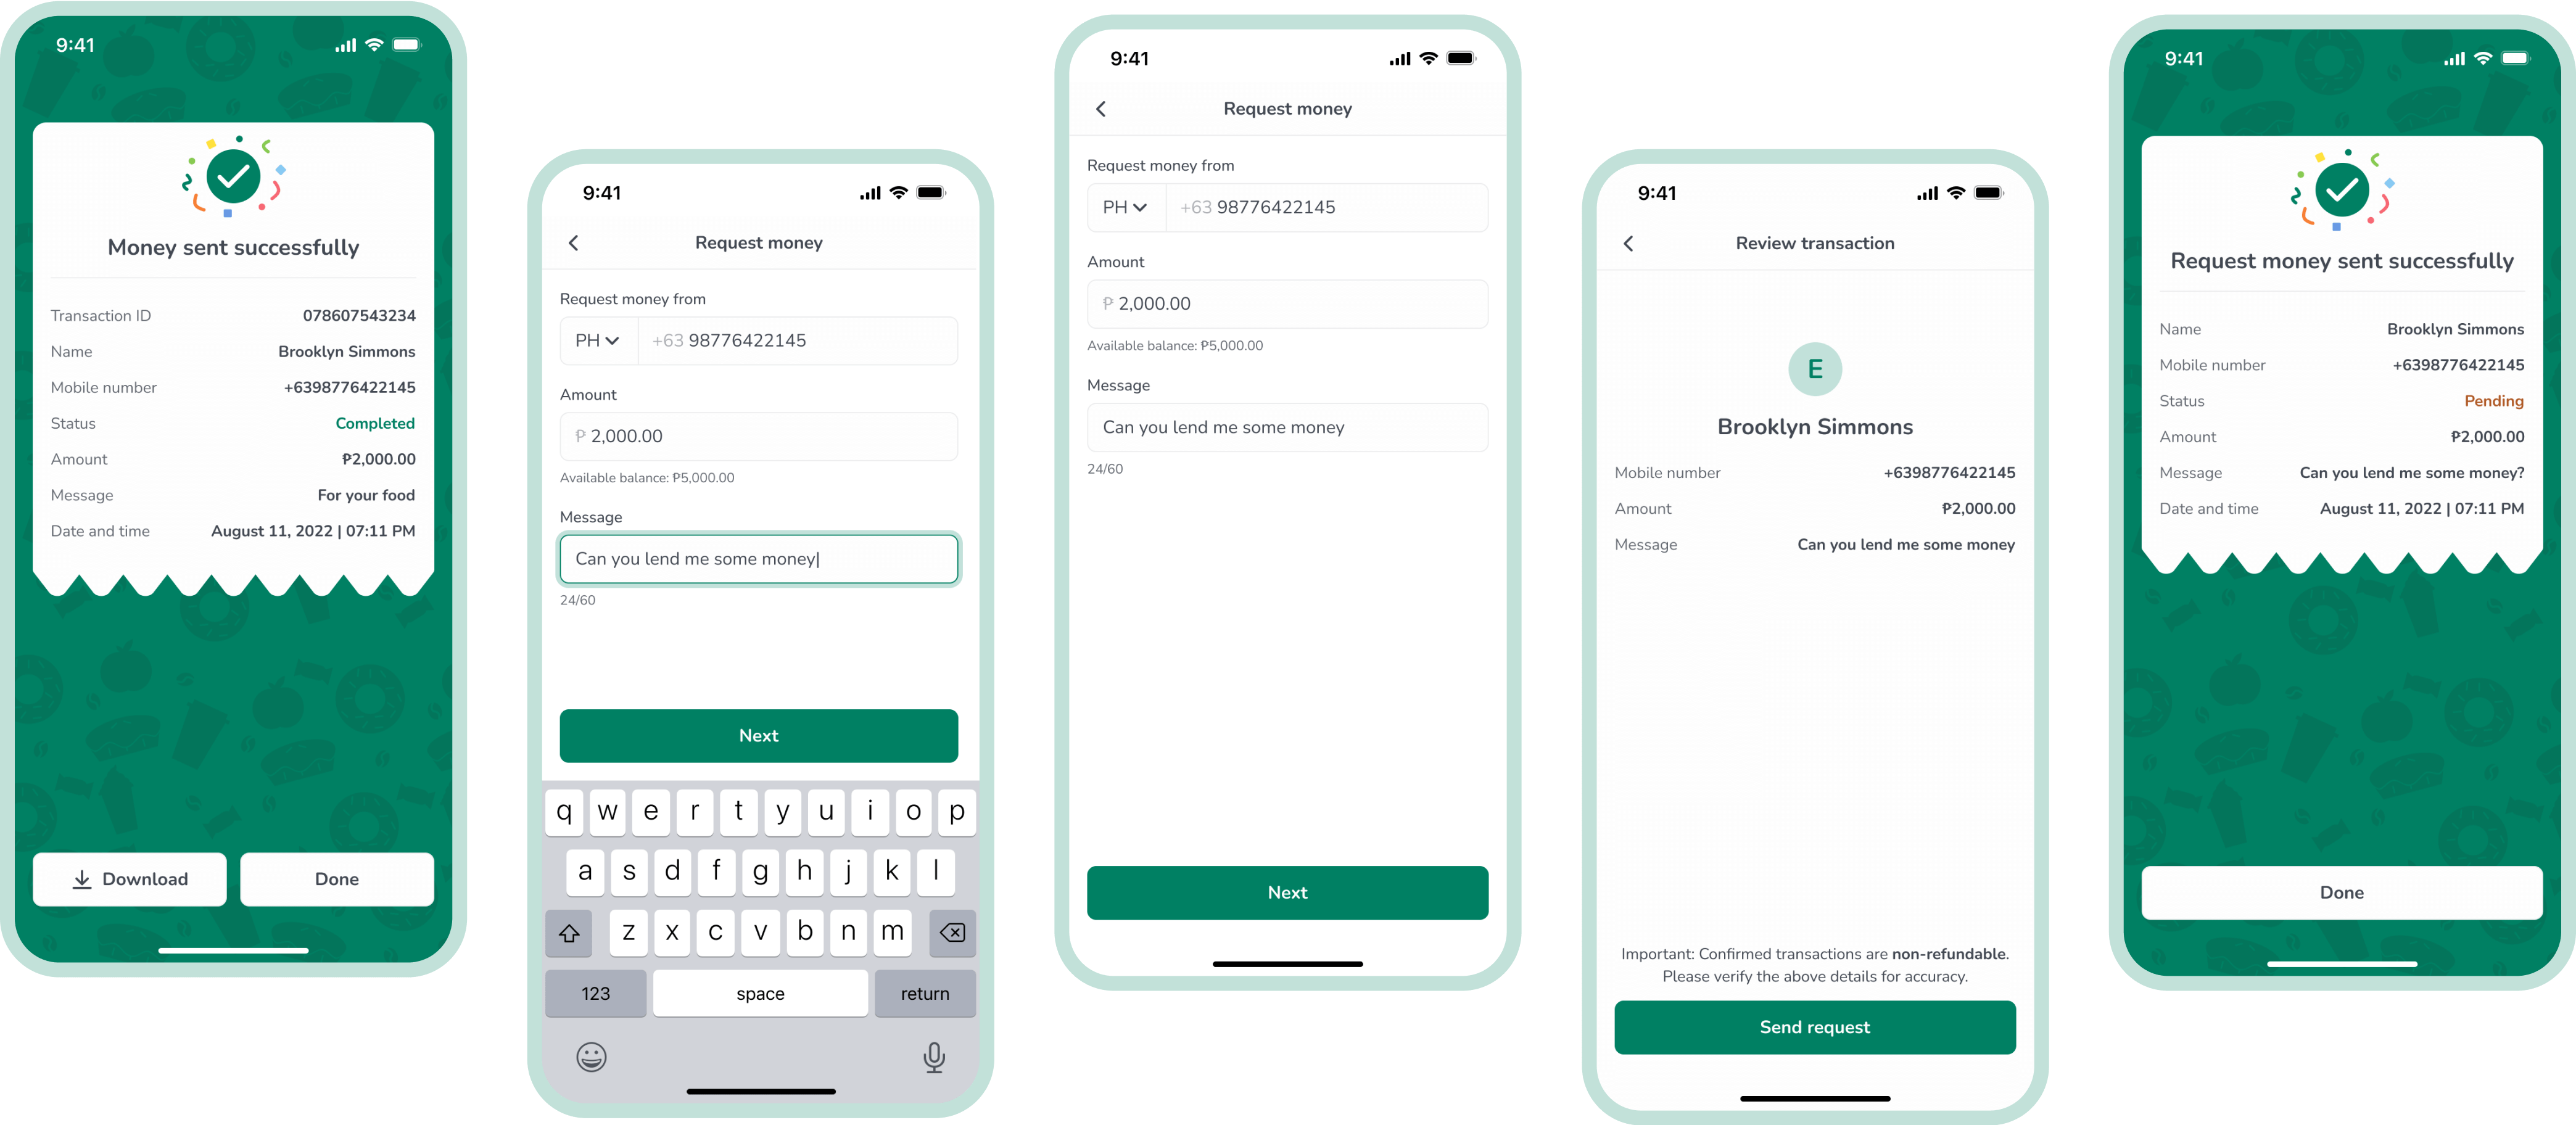 9:41
Money sent successfully
Transaction ID 078607543234
Name Brooklyn Simmons
Mobile number +6398776422145
Status Completed
Amount ₱2,000.00
Message For your food
Date and time August 11, 2022 | 07:11 PM
Download Done
9:41
Request money
Request money from
PH +63 98776422145
Amount
₱ 2,000.00
Available balance: ₱5,000.00
Message
Can you lend me some money
24/60
Next
q w e r t y u i o p
a s d f g h j k l
z x c v b n m
123 space return
9:41
Request money
Request money from
PH +63 98776422145
Amount
₱ 2,000.00
Available balance: ₱5,000.00
Message
Can you lend me some money
24/60
Next
9:41
Review transaction
E
Brooklyn Simmons
Mobile number +6398776422145
Amount ₱2,000.00
Message Can you lend me some money
Important: Confirmed transactions are non-refundable.
Please verify the above details for accuracy.
Send request
9:41
Request money sent successfully
Name Brooklyn Simmons
Mobile number +6398776422145
Status Pending
Amount ₱2,000.00
Message Can you lend me some money?
Date and time August 11, 2022 | 07:11 PM
Done